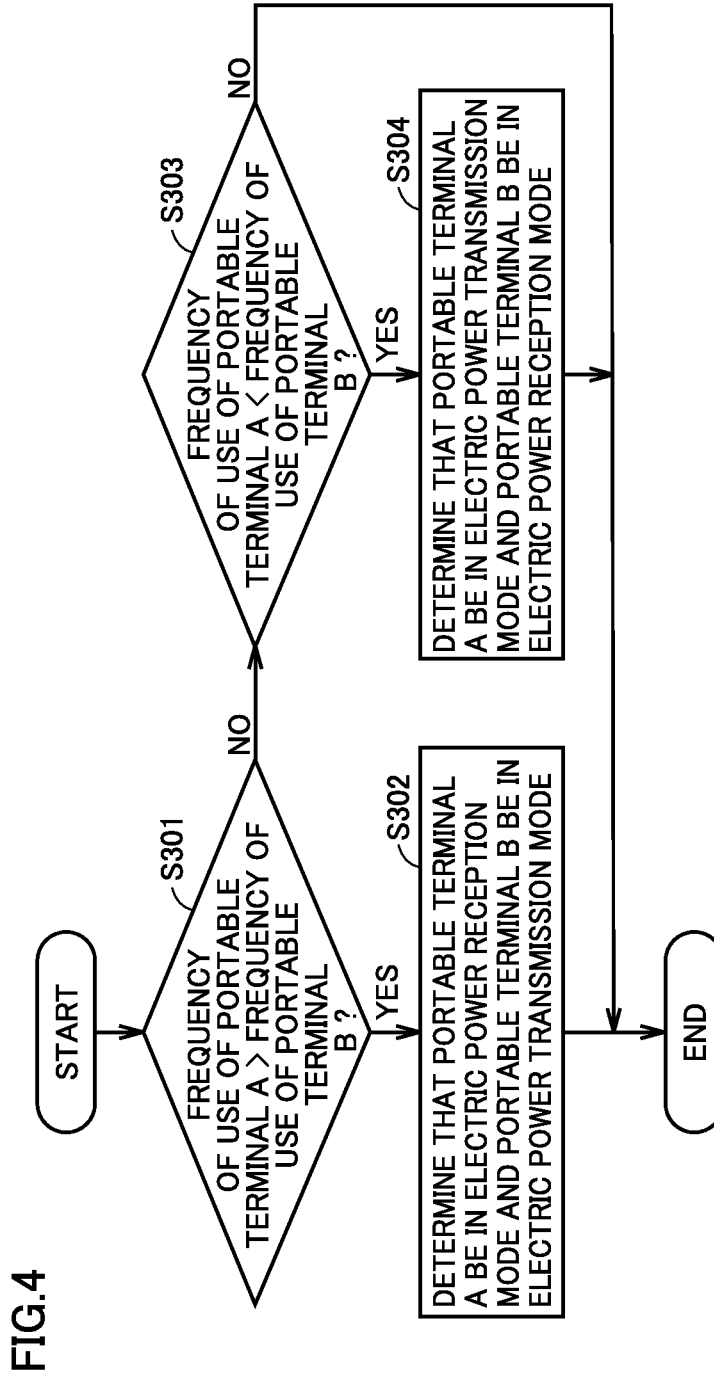 FIG.4
START
S301
FREQUENCY
OF USE OF PORTABLE
TERMINAL A > FREQUENCY OF
USE OF PORTABLE
TERMINAL
B ?
NO
YES
S302
DETERMINE THAT PORTABLE TERMINAL
A BE IN ELECTRIC POWER RECEPTION
MODE AND PORTABLE TERMINAL B BE IN
ELECTRIC POWER TRANSMISSION MODE
S303
FREQUENCY
OF USE OF PORTABLE
TERMINAL A < FREQUENCY OF
USE OF PORTABLE
TERMINAL
B ?
NO
YES
S304
DETERMINE THAT PORTABLE TERMINAL
A BE IN ELECTRIC POWER TRANSMISSION
MODE AND PORTABLE TERMINAL B BE IN
ELECTRIC POWER RECEPTION MODE
END